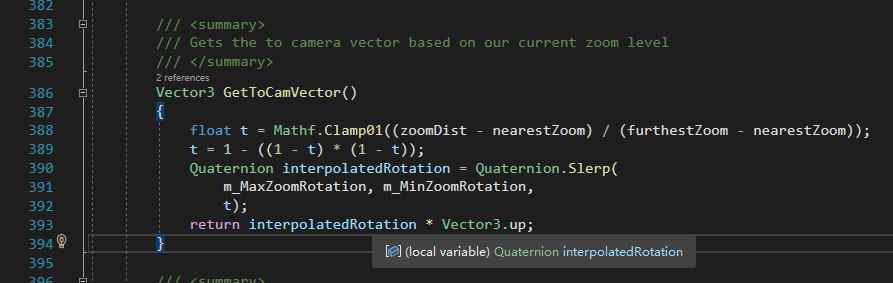 382
383 /// <summary>
384 /// Gets the to camera vector based on our current zoom level
385 /// </summary>
2 references
386 Vector3 GetToCamVector()
387 {
388 float t = Mathf.Clamp01((zoomDist - nearestZoom) / (furthestZoom - nearestZoom));
389 t = 1 - ((1 - t) * (1 - t));
390 Quaternion interpolatedRotation = Quaternion.Slerp(
391 m_MaxZoomRotation, m_MinZoomRotation,
392 t);
393 return interpolatedRotation * Vector3.up;
394 }
(local variable) Quaternion interpolatedRotation
395
396 /// <summary>